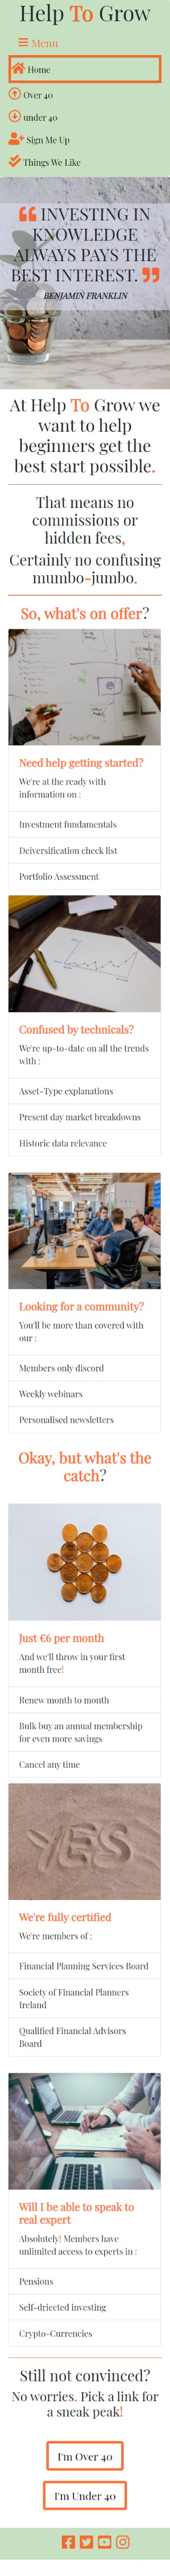 Help To Grow
Menu
Home
Over 40
under 40
Sign Me Up
Things We Like
INVESTING IN
KNOWLEDGE
ALWAYS PAYS THE
BEST INTEREST.
BENJAMIN FRANKLIN
At Help To Grow we
want to help
beginners get the
best start possible.
That means no
commissions or
hidden fees,
Certainly no confusing
mumbo-jumbo.
So, what's on offer?
Need help getting started?
We're at the ready with
information on :
Investment fundamentals
Deiversification check list
Portfolio Assessment
Confused by technicals?
We're up-to-date on all the trends
with :
Asset-Type explanations
Present day market breakdowns
Historic data relevance
Looking for a community?
You'll be more than covered with
our :
Members only discord
Weekly webinars
Personalised newsletters
Okay, but what's the
catch?
Just €6 per month
And we'll throw in your first
month free!
Renew month to month
Bulk buy an annual membership
for even more savings
Cancel any time
YES
We're fully certified
We're members of :
Financial Planning Services Board
Society of Financial Planners
Ireland
Qualified Financial Advisors
Board
Will I be able to speak to
real expert
Absolutely! Members have
unlimited access to experts in :
Pensions
Self-driected investing
Crypto-Currencies
Still not convinced?
No worries. Pick a link for
a sneak peak!
I'm Over 40
I'm Under 40